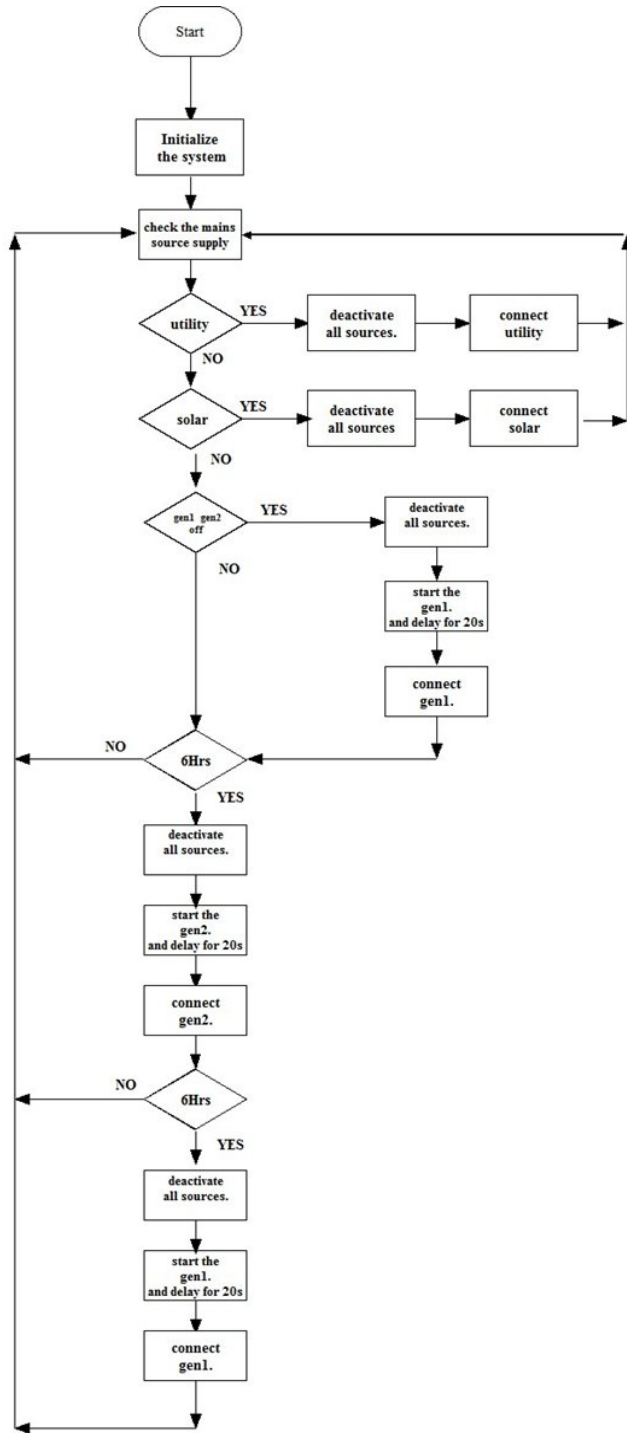 Start
Initialize
the system
check the mains
source supply
utility
YES
deactivate
all sources.
connect
utility
NO
solar
YES
deactivate
all sources
connect
solar
NO
gen1 gen2
off
YES
deactivate
all sources.
NO
start the
gen1.
and delay for 20s
connect
gen1.
NO
6Hrs
YES
deactivate
all sources.
start the
gen2.
and delay for 20s
connect
gen2.
NO
6Hrs
YES
deactivate
all sources.
start the
gen1.
and delay for 20s
connect
gen1.